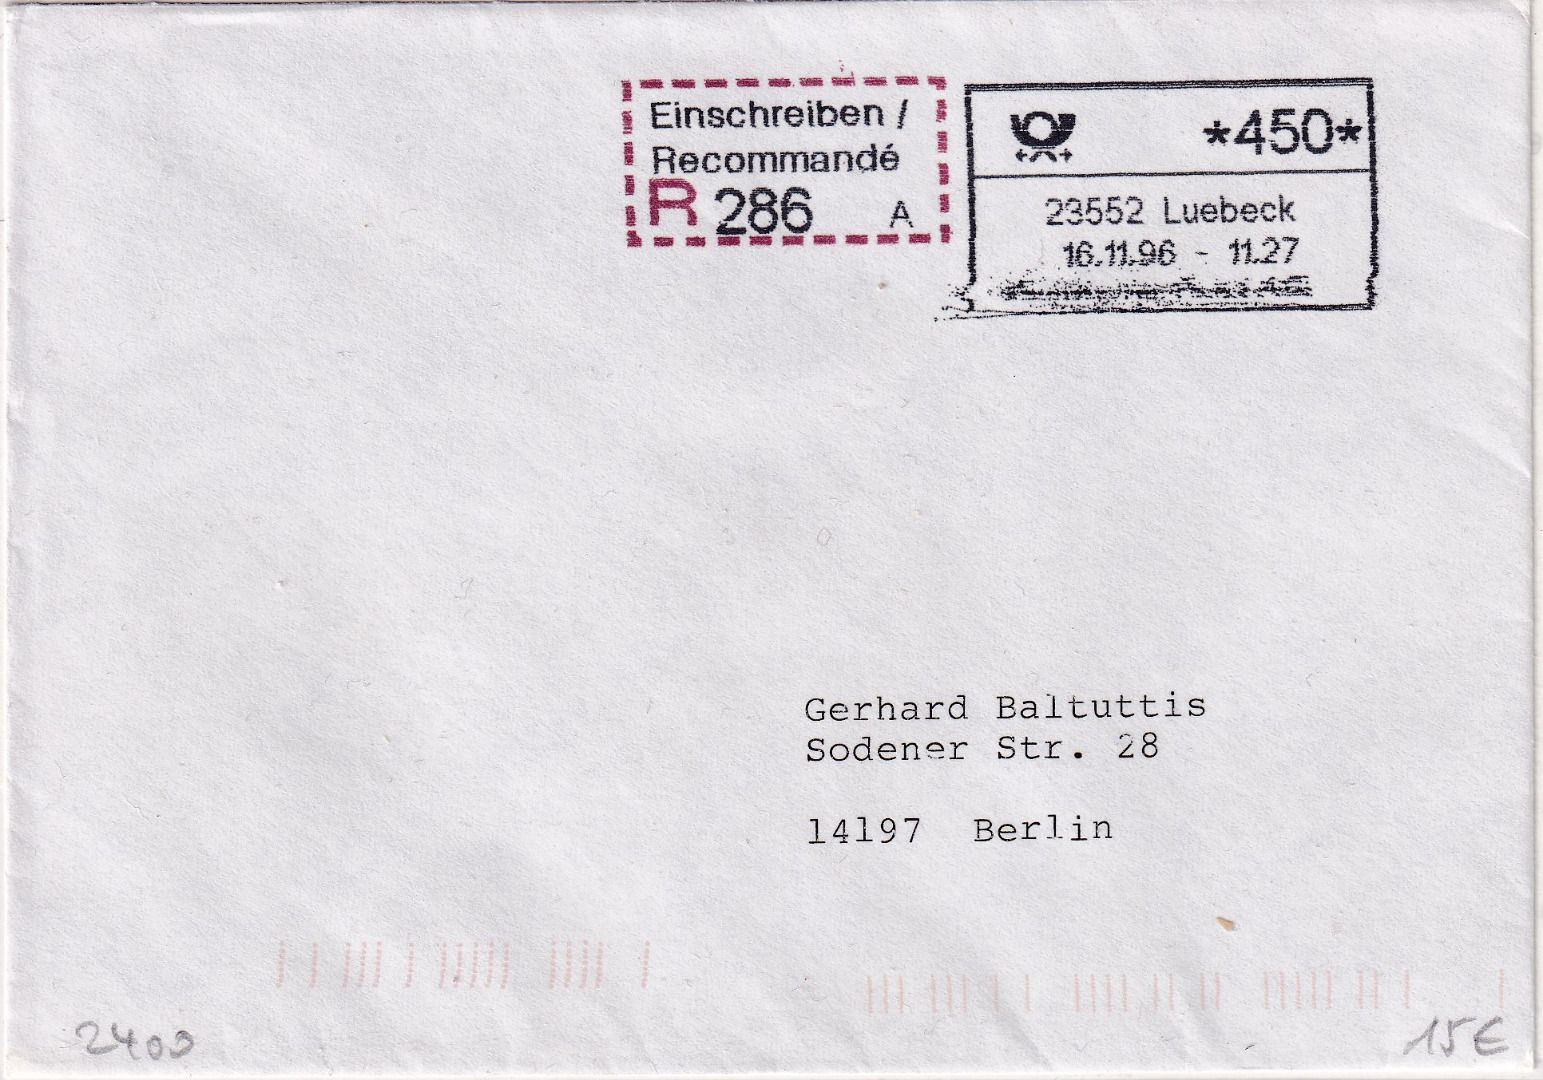 Einschreiben /
Recommandé
R 286 A
*450*
23552 Luebeck
16.11.96 - 11.27
Gerhard Baltuttis
Sodener Str. 28
14197 Berlin
2400
15€